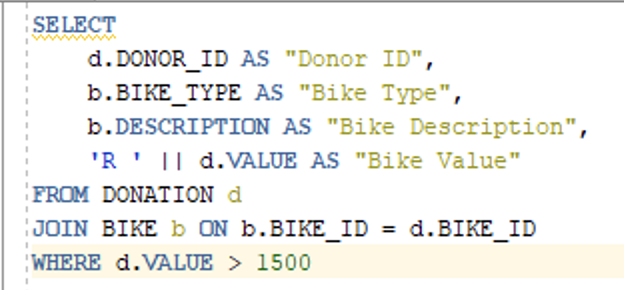 SELECT
d.DONOR_ID AS "Donor ID",
b.BIKE_TYPE AS "Bike Type",
b.DESCRIPTION AS "Bike Description",
'R ' || d.VALUE AS "Bike Value"
FROM DONATION d
JOIN BIKE b ON b.BIKE_ID = d.BIKE_ID
WHERE d.VALUE > 1500